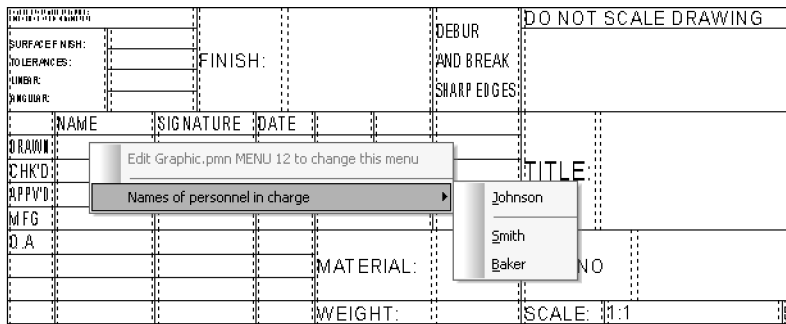 DO NOT SCALE DRAWING
DEBUR
AND BREAK
SHARP EDGES
SURFACE FINISH:
TOLERANCES:
LINEAR:
ANGULAR:
FINISH:
NAME SIGNATURE DATE
DRAWN
CHK'D
APPV'D
MFG
Q.A
Edit Graphic.pmn MENU 12 to change this menu
Names of personnel in charge
Johnson
Smith
Baker
TITLE:
MATERIAL:
NO
WEIGHT:
SCALE: 1:1